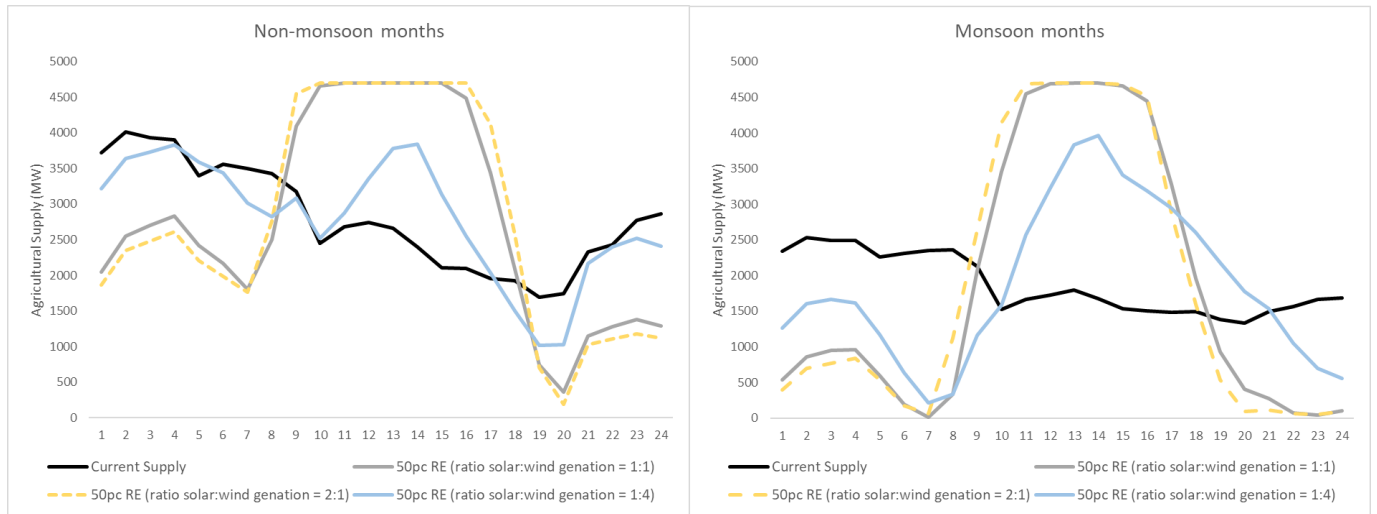 Non-monsoon months
Agricultural Supply (MW)
5000
4500
4000
3500
3000
2500
2000
1500
1000
500
0
1 2 3 4 5 6 7 8 9 10 11 12 13 14 15 16 17 18 19 20 21 22 23 24
Current Supply
50pc RE (ratio solar:wind genation = 1:1)
50pc RE (ratio solar:wind genation = 2:1)
50pc RE (ratio solar:wind genation = 1:4)
Monsoon months
Agricultural Supply (MW)
5000
4500
4000
3500
3000
2500
2000
1500
1000
500
0
1 2 3 4 5 6 7 8 9 10 11 12 13 14 15 16 17 18 19 20 21 22 23 24
Current Supply
50pc RE (ratio solar:wind genation = 1:1)
50pc RE (ratio solar:wind genation = 2:1)
50pc RE (ratio solar:wind genation = 1:4)